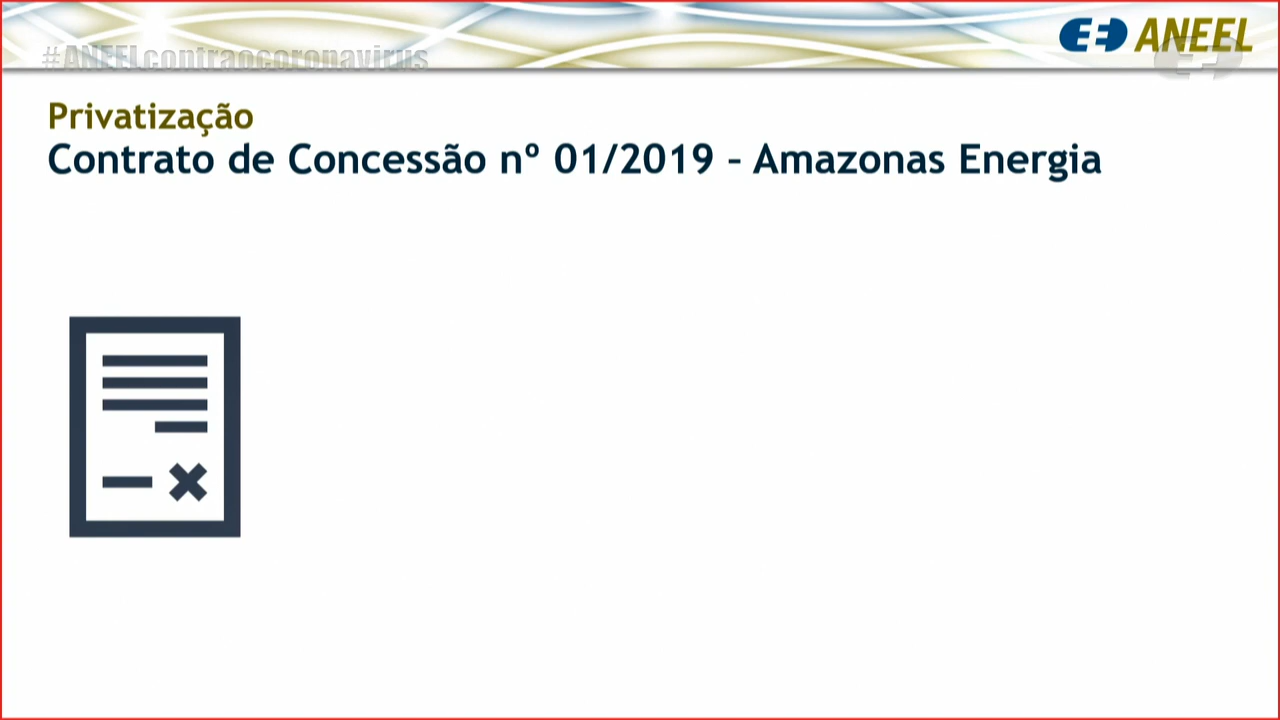 #ANEELcontraocoronavirus
ANEEL
Privatização
Contrato de Concessão nº 01/2019 – Amazonas Energia